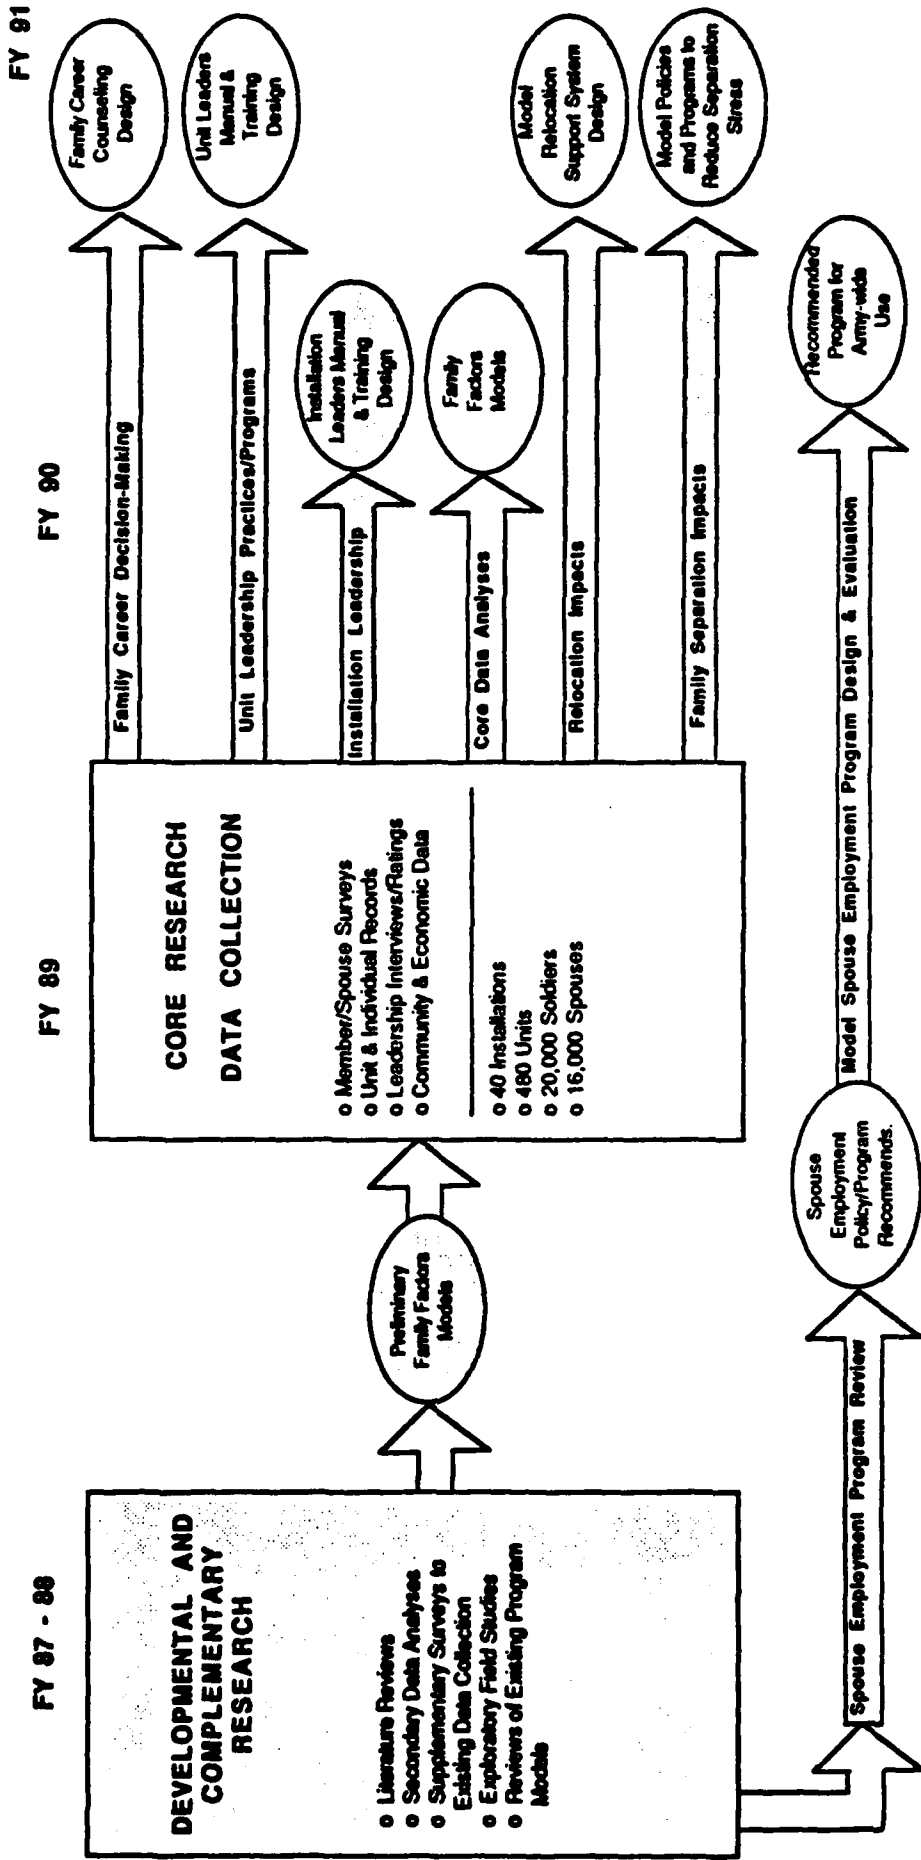 FY 87 - 88
FY 89
FY 90
FY 91
DEVELOPMENTAL AND
COMPLEMENTARY
RESEARCH
o Literature Reviews
o Secondary Data Analyses
o Supplementary Surveys to
Existing Data Collection
o Exploratory Field Studies
o Reviews of Existing Program
Models
Preliminary
Family Factors
Models
CORE RESEARCH
DATA COLLECTION
o Member/Spouse Surveys
o Unit & Individual Records
o Leadership Interviews/Ratings
o Community & Economic Data
o 40 Installations
o 480 Units
o 20,000 Soldiers
o 16,000 Spouses
Family Career Decision-Making
Family Career
Counseling
Design
Unit Leadership Practices/Programs
Unit Leaders
Manual &
Training
Design
Installation Leadership
Installation
Leaders Manual
& Training
Design
Core Data Analyses
Family
Factors
Models
Relocation Impacts
Model
Relocation
Support System
Design
Family Separation Impacts
Model Policies
and Programs to
Reduce Separation
Stress
Spouse Employment Program Review
Spouse
Employment
Policy/Program
Recommends.
Model Spouse Employment Program Design & Evaluation
Recommended
Program for
Army-wide
Use